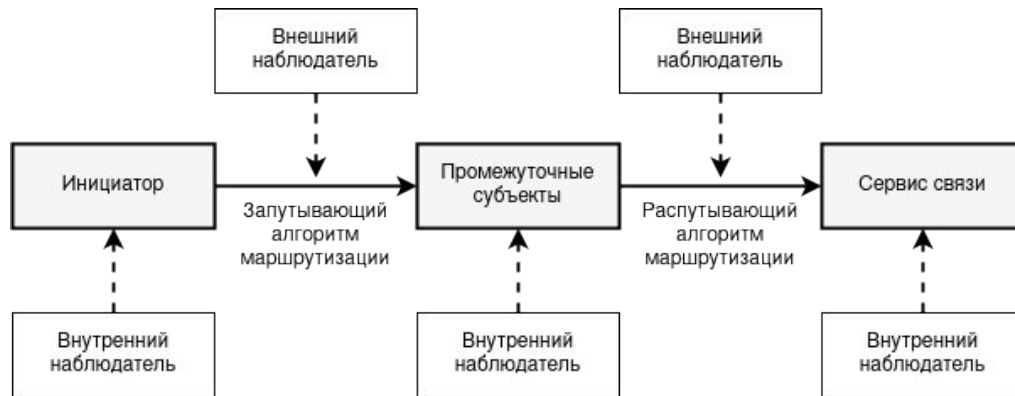 Внешний
наблюдатель
Внешний
наблюдатель
Инициатор
Промежуточные
субъекты
Сервис связи
Запутывающий
алгоритм
маршрутизации
Распутывающий
алгоритм
маршрутизации
Внутренний
наблюдатель
Внутренний
наблюдатель
Внутренний
наблюдатель